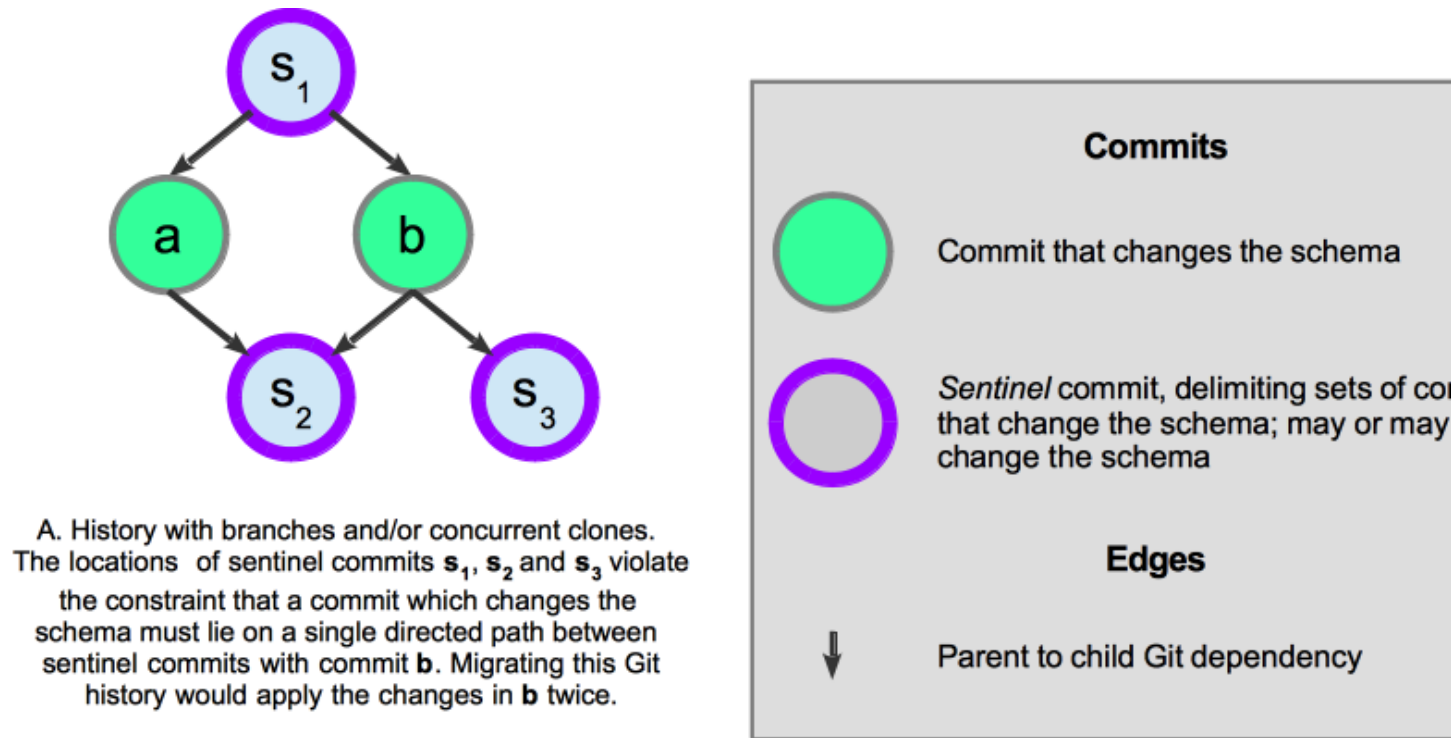 s1
a
b
s2
s3
A. History with branches and/or concurrent clones.
The locations of sentinel commits s1, s2 and s3 violate
the constraint that a commit which changes the
schema must lie on a single directed path between
sentinel commits with commit b. Migrating this Git
history would apply the changes in b twice.
Commits
Commit that changes the schema
Sentinel commit, delimiting sets of
that change the schema; may or may
change the schema
Edges
Parent to child Git dependency